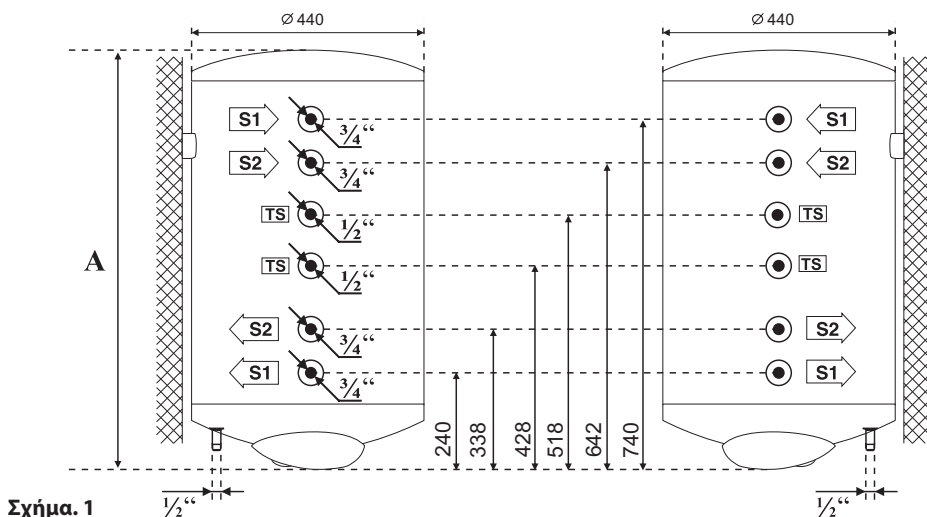 Ø 440 Ø 440
S1 3/4“ S1
S2 3/4“ S2
TS 1/2“ TS
A
TS 1/2“ TS
S2 3/4“ S2
S1 3/4“ S1
240 338 428 518 642 740
Σχήμα. 1 1/2“ 1/2“